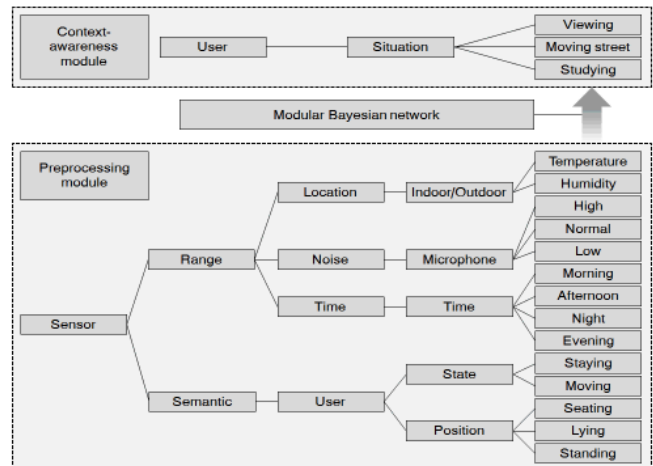 Context-
awareness
module
User
Situation
Viewing
Moving street
Studying
Modular Bayesian network
Preprocessing
module
Sensor
Range
Semantic
Location
Noise
Time
User
Indoor/Outdoor
Microphone
Time
State
Position
Temperature
Humidity
High
Normal
Low
Morning
Afternoon
Night
Evening
Staying
Moving
Seating
Lying
Standing